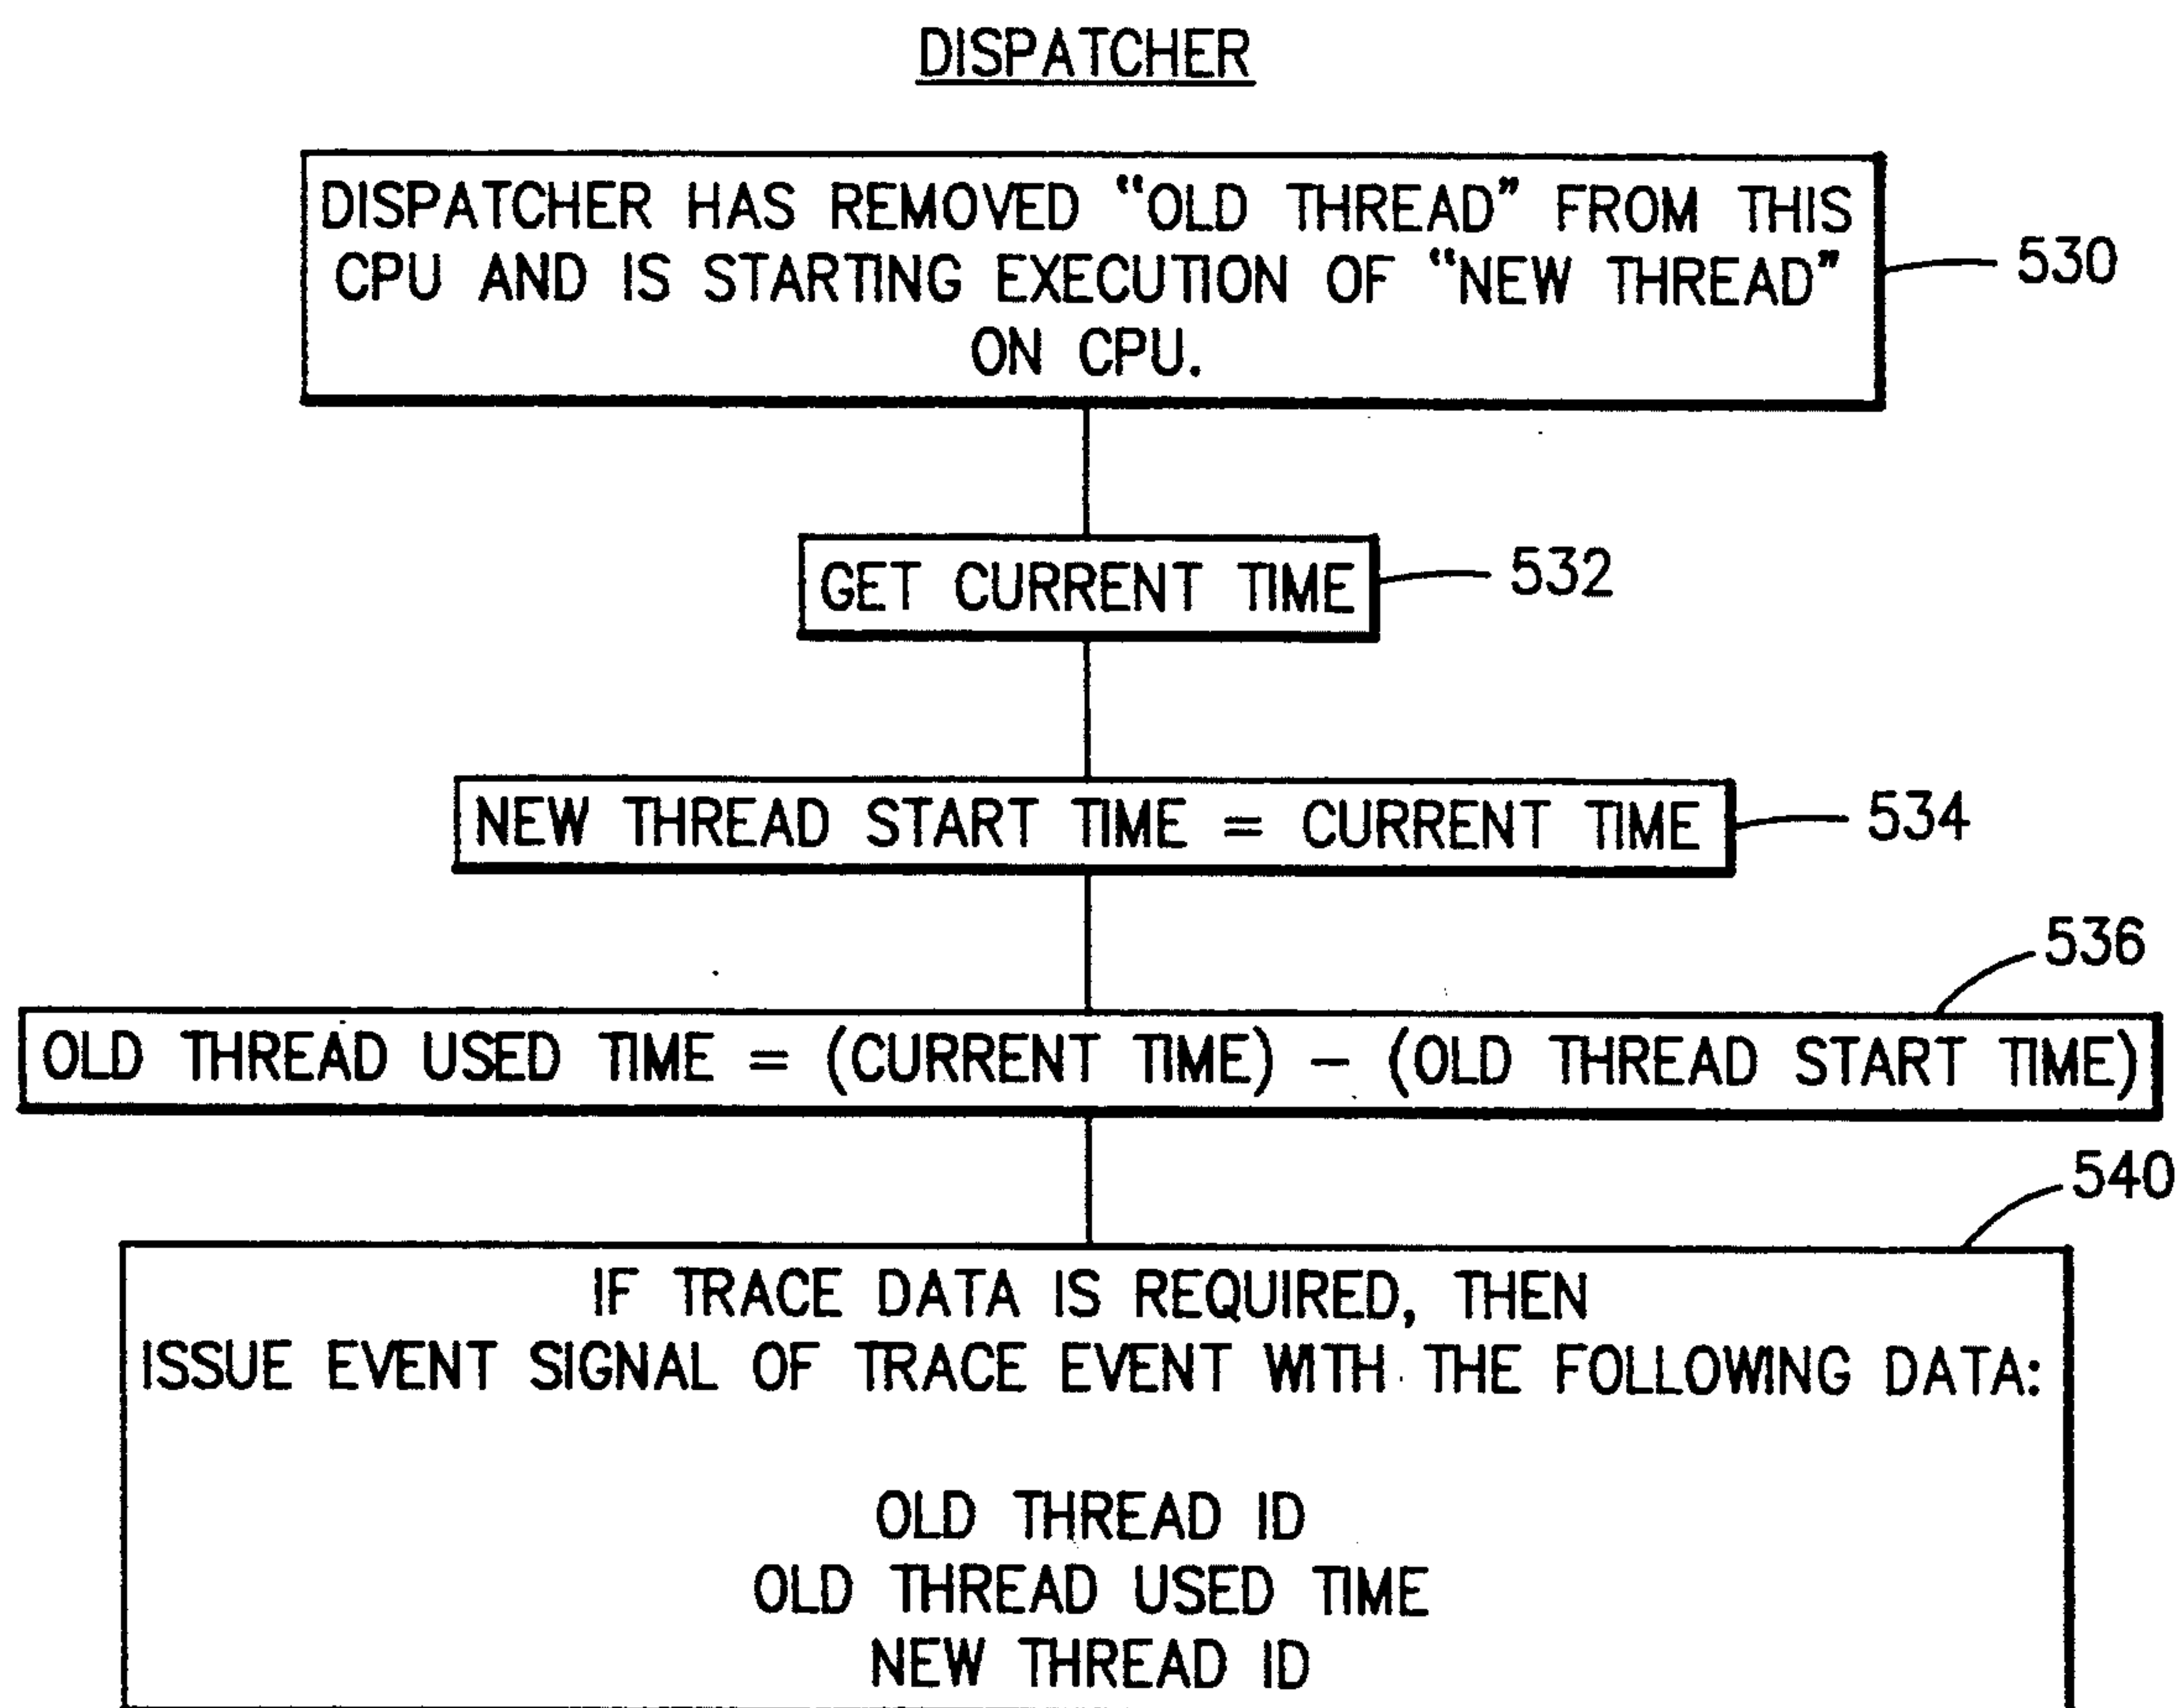 DISPATCHER
DISPATCHER HAS REMOVED “OLD THREAD” FROM THIS
CPU AND IS STARTING EXECUTION OF “NEW THREAD”
ON CPU.
530
GET CURRENT TIME
532
NEW THREAD START TIME = CURRENT TIME
534
536
OLD THREAD USED TIME = (CURRENT TIME) - (OLD THREAD START TIME)
540
IF TRACE DATA IS REQUIRED, THEN
ISSUE EVENT SIGNAL OF TRACE EVENT WITH THE FOLLOWING DATA:
OLD THREAD ID
OLD THREAD USED TIME
NEW THREAD ID